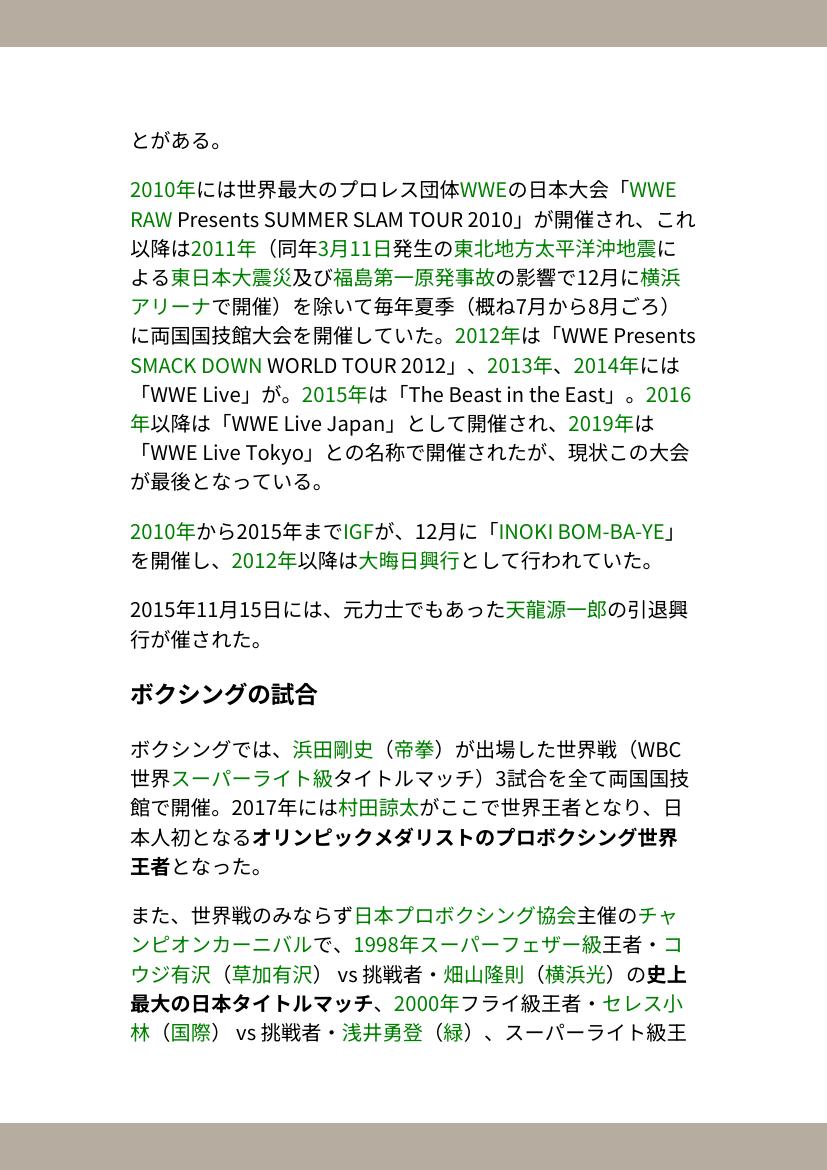 とがある。
2010年には世界最大のプロレス団体WWEの日本大会「WWE
RAW Presents SUMMER SLAM TOUR 2010」が開催され、これ
以降は2011年（同年3月11日発生の東北地方太平洋沖地震に
よる東日本大震災及び福島第一原発事故の影響で12月に横浜
アリーナで開催）を除いて毎年夏季（概ね7月から8月ごろ）
に両国国技館大会を開催していた。2012年は「WWE Presents
SMACK DOWN WORLD TOUR 2012」、2013年、2014年には
「WWE Live」が。2015年は「The Beast in the East」。2016
年以降は「WWE Live Japan」として開催され、2019年は
「WWE Live Tokyo」との名称で開催されたが、現状この大会
が最後となっている。
2010年から2015年までIGFが、12月に「INOKI BOM-BA-YE」
を開催し、2012年以降は大晦日興行として行われていた。
2015年11月15日には、元力士でもあった天龍源一郎の引退興
行が催された。
ボクシングの試合
ボクシングでは、浜田剛史（帝拳）が出場した世界戦（WBC
世界スーパーライト級タイトルマッチ）3試合を全て両国国技
館で開催。2017年には村田諒太がここで世界王者となり、日
本人初となるオリンピックメダリストのプロボクシング世界
王者となった。
また、世界戦のみならず日本プロボクシング協会主催のチャ
ンピオンカーニバルで、1998年スーパーフェザー級王者・コ
ウジ有沢（草加有沢） vs 挑戦者・畑山隆則（横浜光）の史上
最大の日本タイトルマッチ、2000年フライ級王者・セレス小
林（国際） vs 挑戦者・浅井勇登（緑）、スーパーライト級王